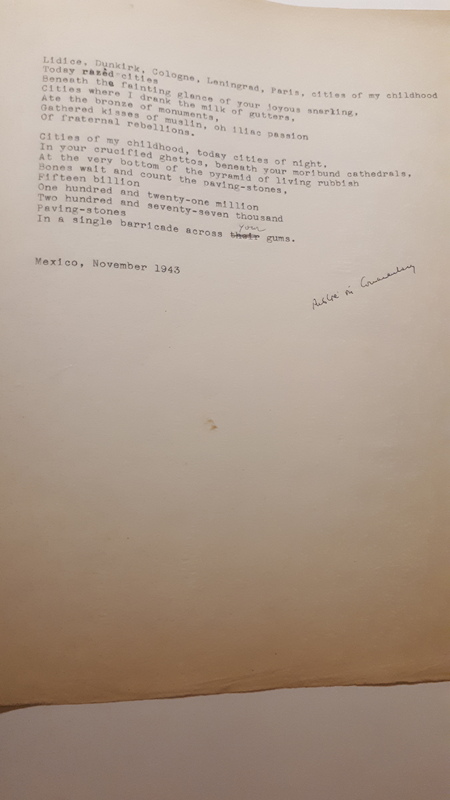 Lidice, Dunkirk, Cologne, Laningrad, Paris, cities of my childhood
Today razed cities
Beneath the fainting glance of your joyous snarling,
Cities where I drank the milk of gutters,
Ate the bronze of monuments,
Gathered kisses of muslin, oh iliac passion
Of fraternal rebellions.
Cities of my childhood, today cities of night,
In your crucified ghettos, beneath your moribund cathedrals,
At the very bottom of the pyramid of living rubbish
Bones wait and count the paving-stones,
Fifteen billion
One hundred and twenty-one million
Two hundred and seventy-seven thousand
Paving-stones
your
In a single barricade across their gums.
Mexico, November 1943
in Commentary